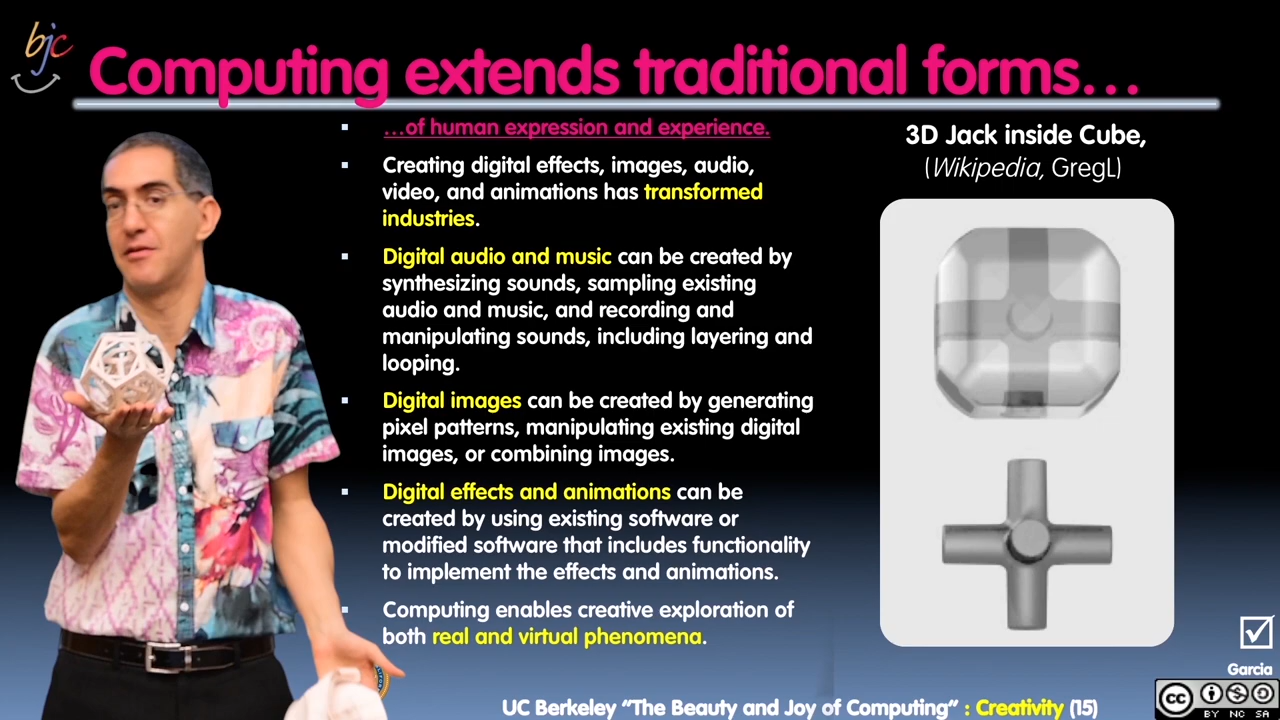 bjc
Computing extends traditional forms…
…of human expression and experience.
Creating digital effects, images, audio,
video, and animations has transformed
industries.
Digital audio and music can be created by
synthesizing sounds, sampling existing
audio and music, and recording and
manipulating sounds, including layering and
looping.
Digital images can be created by generating
pixel patterns, manipulating existing digital
images, or combining images.
Digital effects and animations can be
created by using existing software or
modified software that includes functionality
to implement the effects and animations.
Computing enables creative exploration of
both real and virtual phenomena.
3D Jack inside Cube,
(Wikipedia, GregL)
Garcia
UC Berkeley “The Beauty and Joy of Computing” : Creativity (15)
cc
BY NC SA